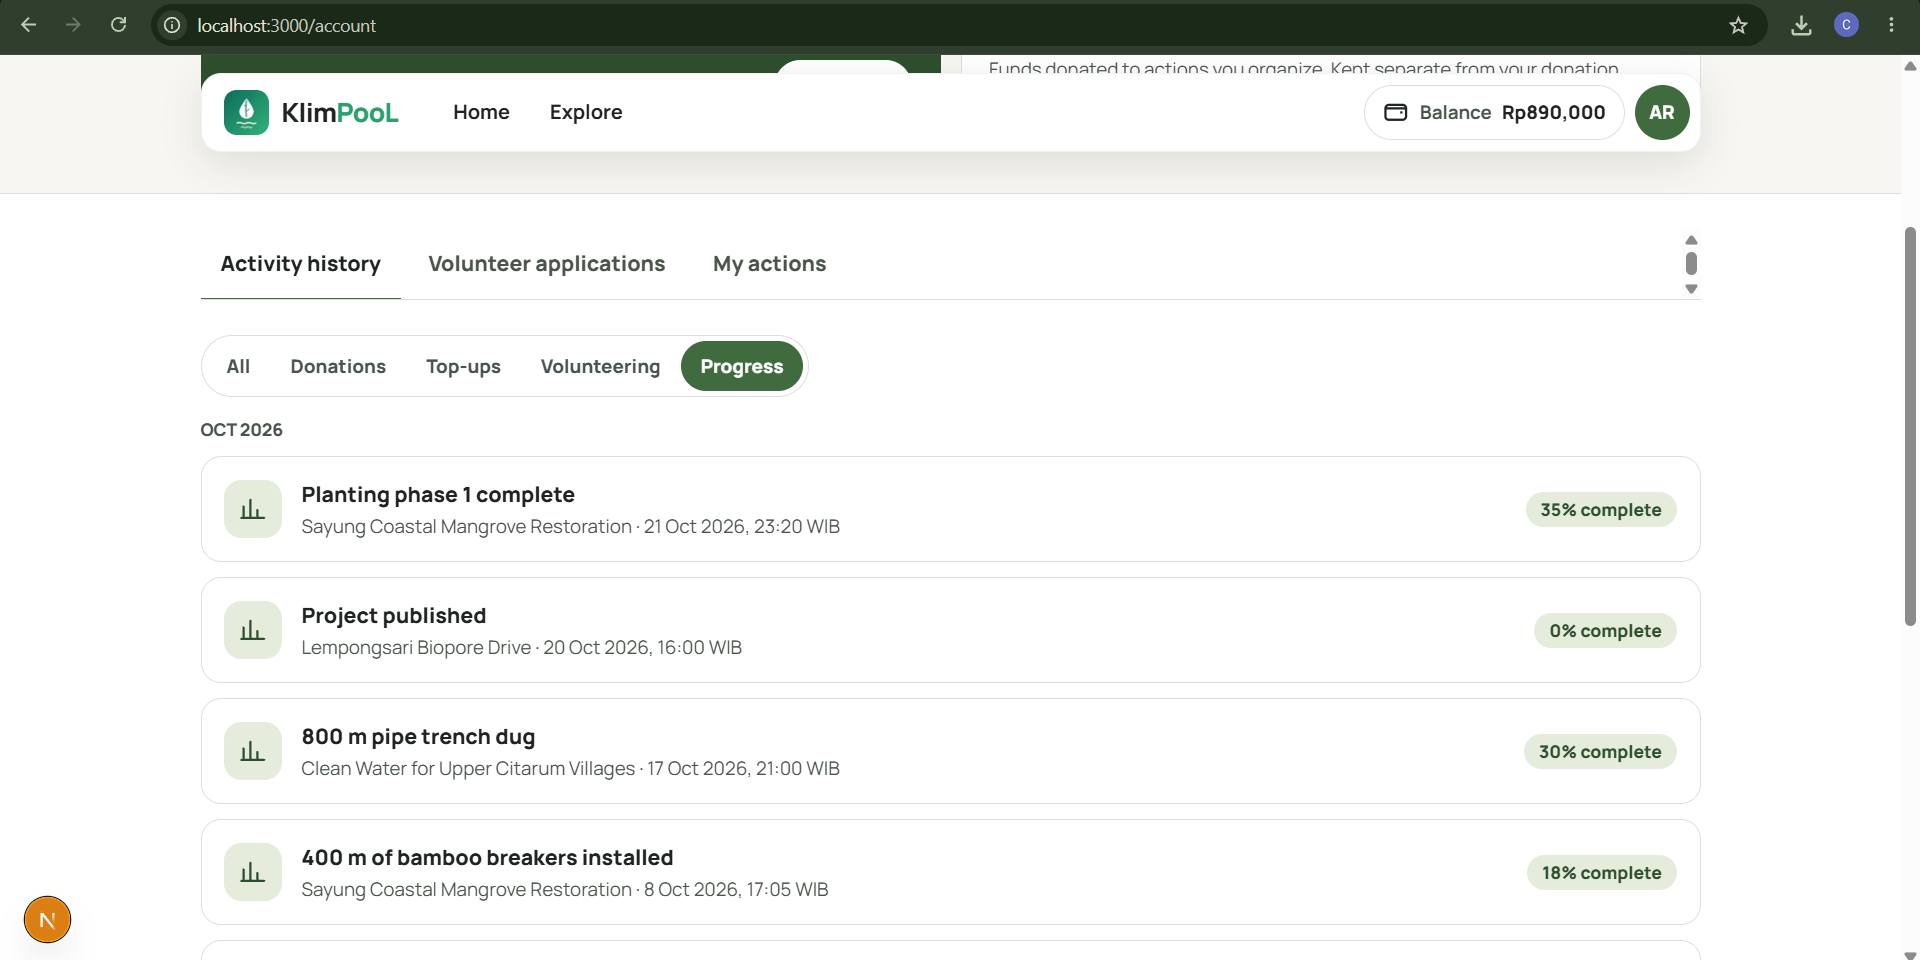 localhost:3000/account
C
Funds donated to actions you organize. Kept separate from your donation
KlimPooL
Home
Explore
Balance Rp890,000
AR
Activity history
Volunteer applications
My actions
All
Donations
Top-ups
Volunteering
Progress
OCT 2026
Planting phase 1 complete
Sayung Coastal Mangrove Restoration · 21 Oct 2026, 23:20 WIB
35% complete
Project published
Lempongsari Biopore Drive · 20 Oct 2026, 16:00 WIB
0% complete
800 m pipe trench dug
Clean Water for Upper Citarum Villages · 17 Oct 2026, 21:00 WIB
30% complete
400 m of bamboo breakers installed
Sayung Coastal Mangrove Restoration · 8 Oct 2026, 17:05 WIB
18% complete
N